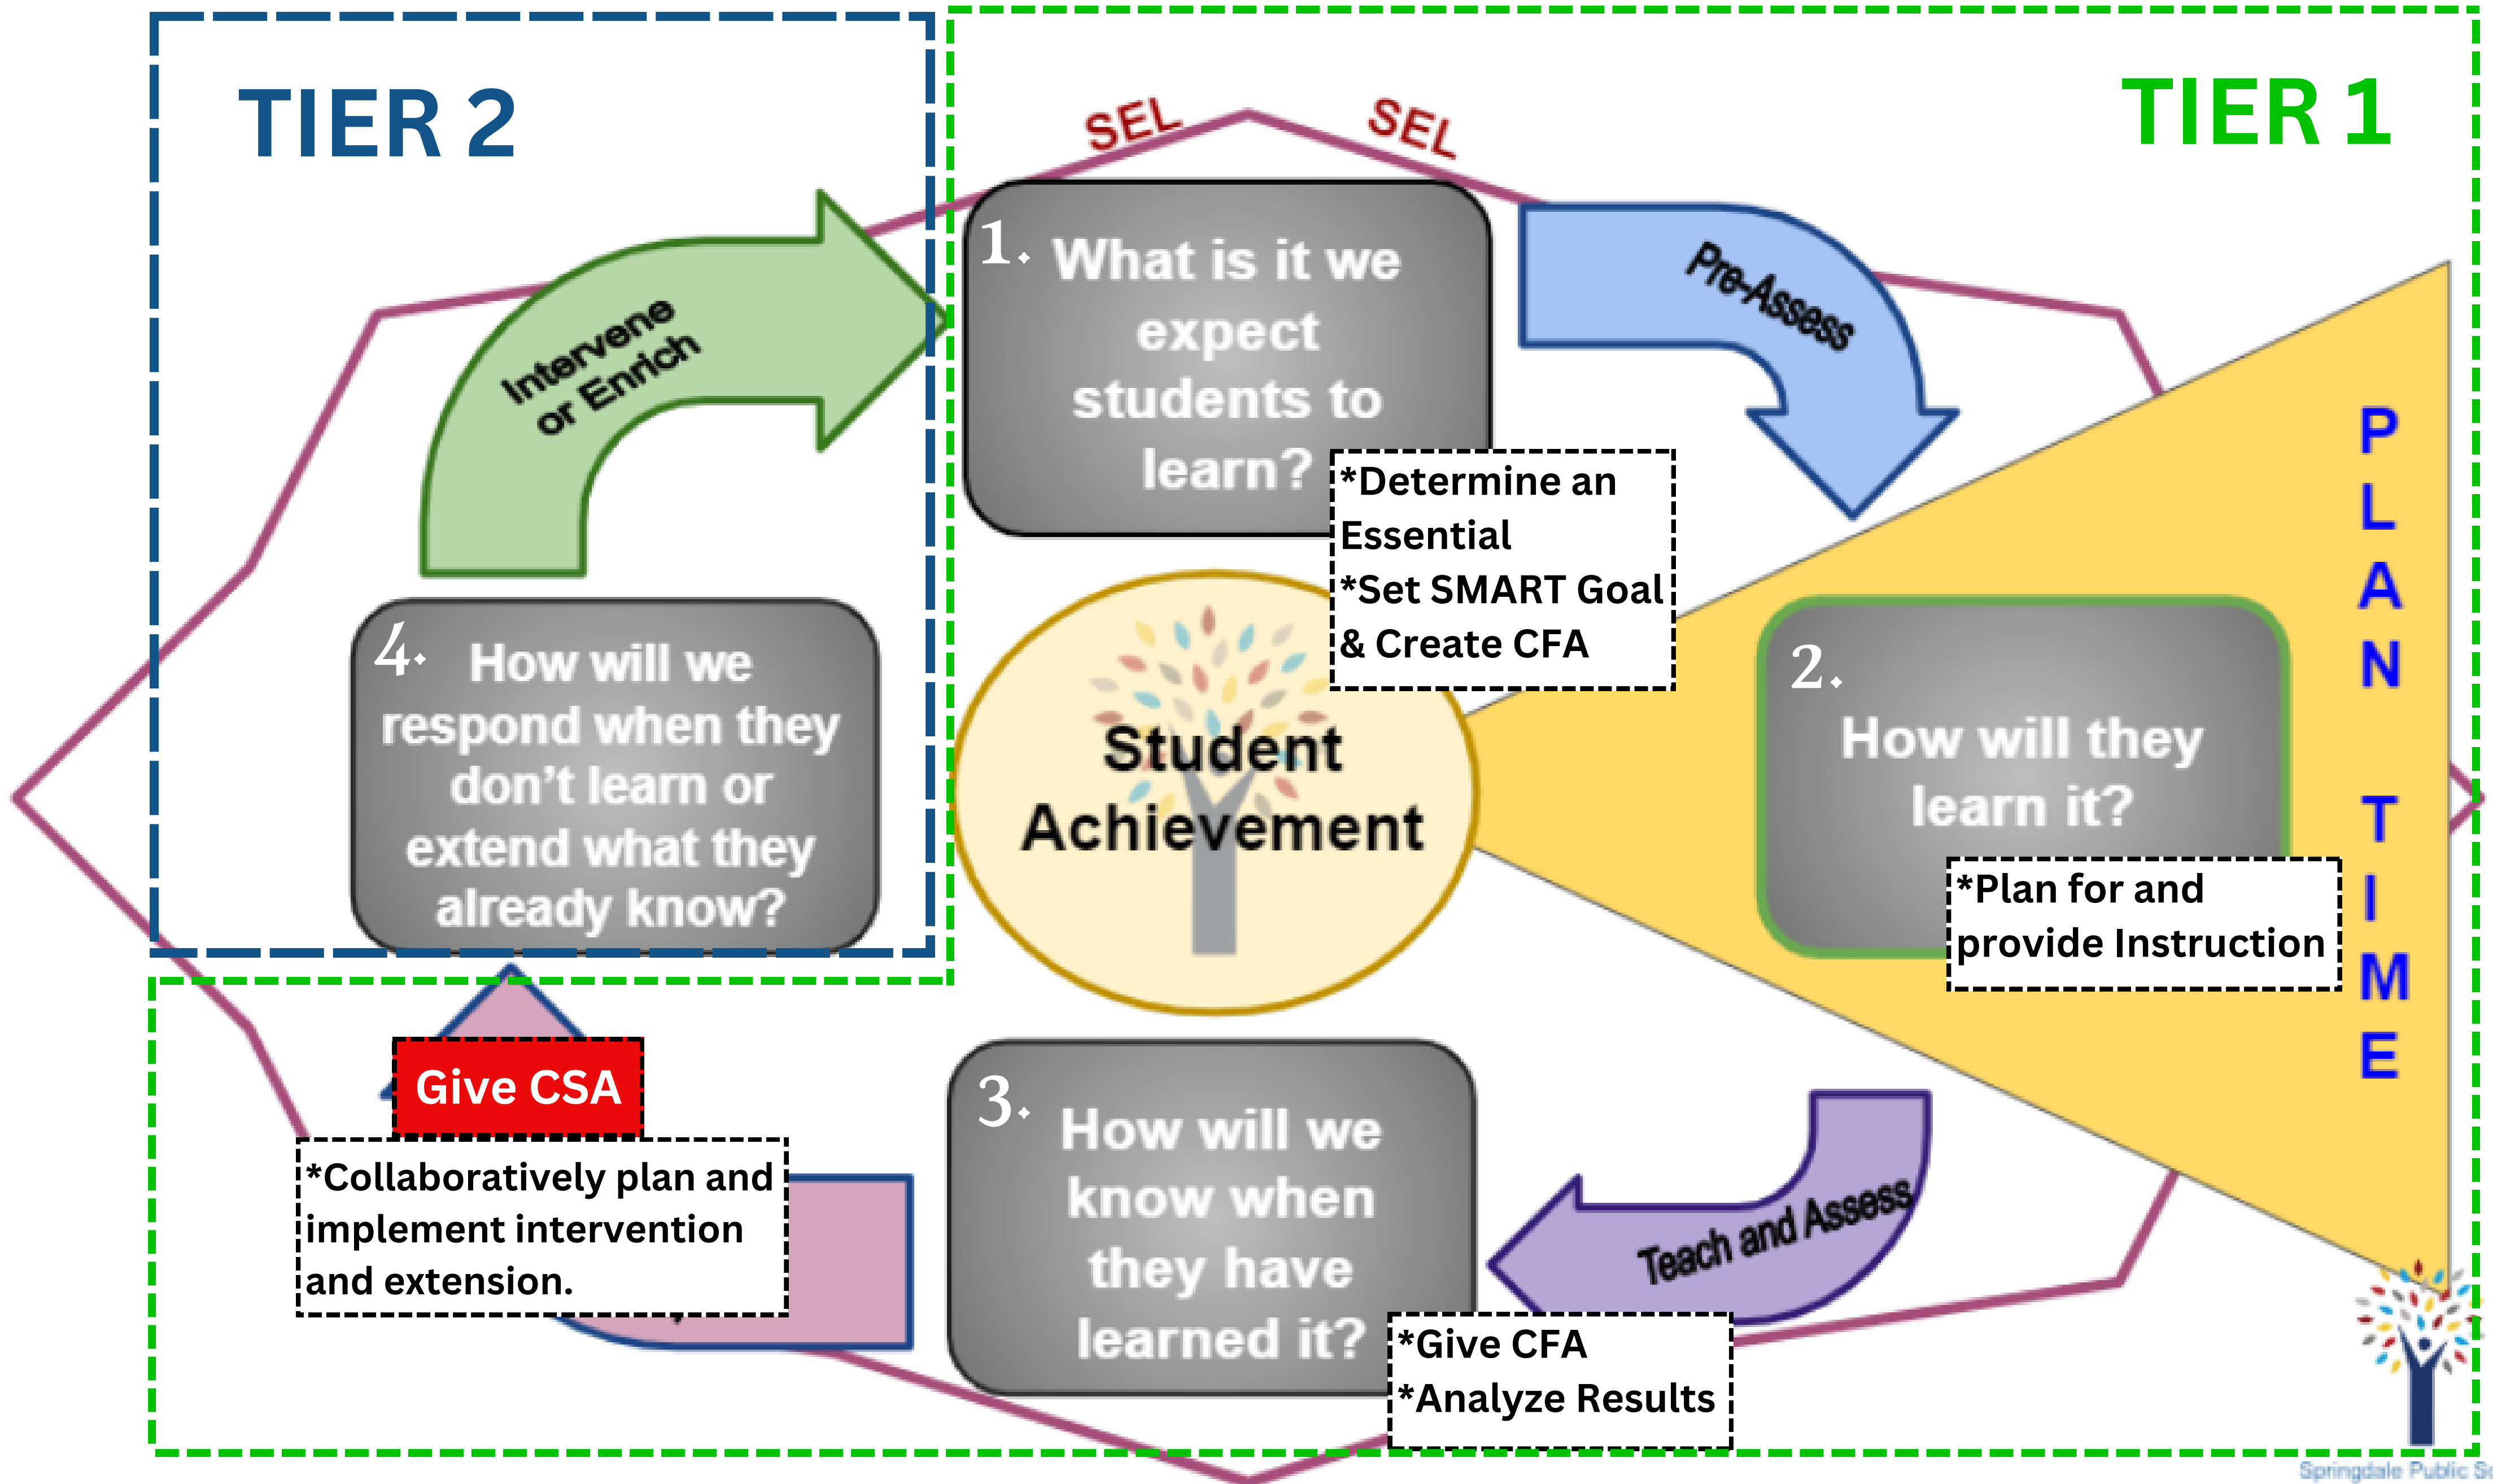 TIER 2
TIER 1
SEL
SEL
1.
What is it we
expect
students to
learn?
*Determine an
Essential
*Set SMART Goal
& Create CFA
Pre-Assess
Intervene
or Enrich
P
L
A
N
T
I
M
E
2.
How will they
learn it?
*Plan for and
provide Instruction
4.
How will we
respond when they
don't learn or
extend what they
already know?
Student
Achievement
Give CSA
*Collaboratively plan and
implement intervention
and extension.
3.
How will we
know when
they have
learned it?
Teach and Assess
*Give CFA
*Analyze Results
Springdale Public